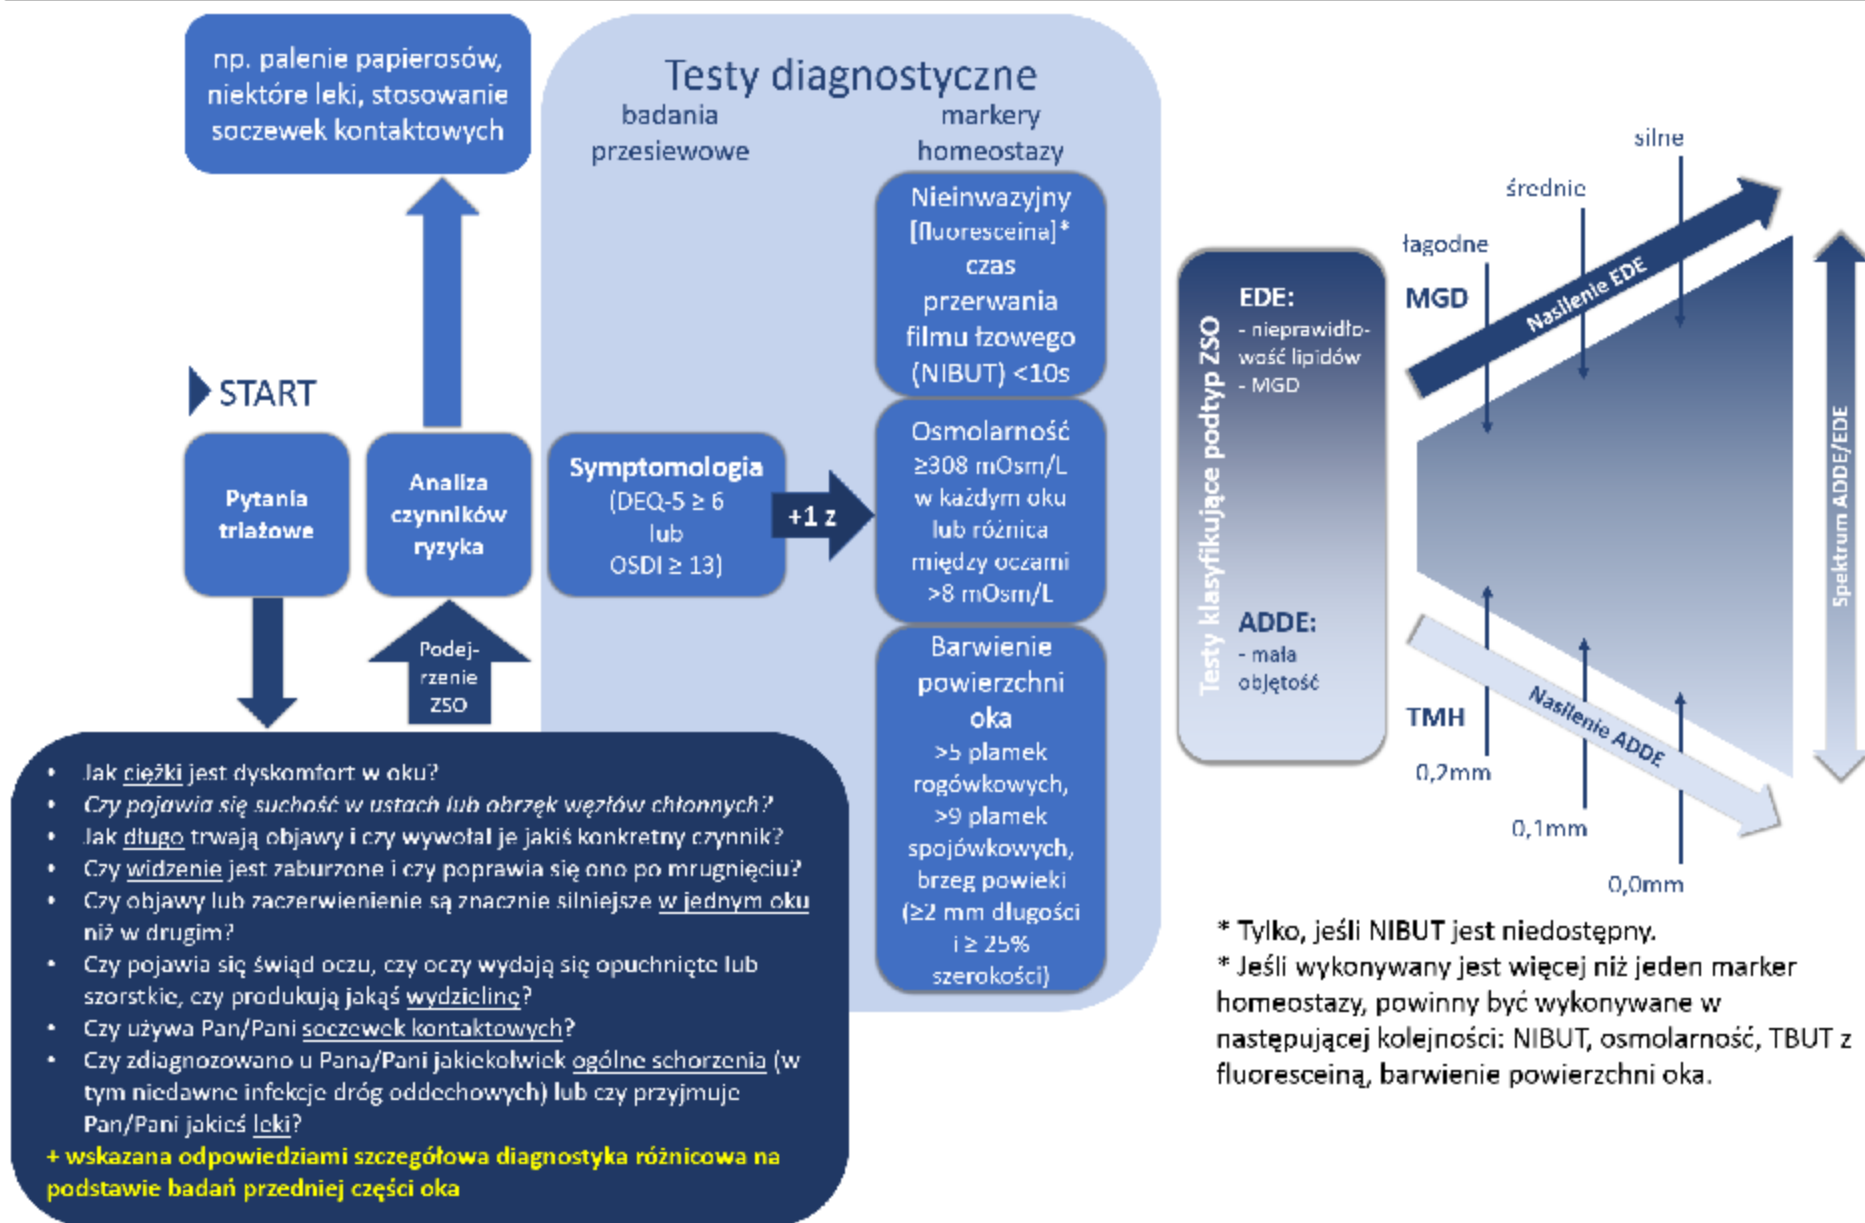 np. palenie papierosów,
niektóre leki, stosowanie
soczewek kontaktowych
START
Pytania
triażowe
Analiza
czynników
ryzyka
Podej-
rzenie
ZSO
• Jak ciężki jest dyskomfort w oku?
• Czy pojawia się suchość w ustach lub obrzęk węzłów chłonnych?
• Jak długo trwają objawy i czy wywołał je jakiś konkretny czynnik?
• Czy widzenie jest zaburzone i czy poprawia się ono po mrugnięciu?
• Czy objawy lub zaczerwienienie są znacznie silniejsze w jednym oku
niż w drugim?
• Czy pojawia się świąd oczu, czy oczy wydają się opuchnięte lub
szorstkie, czy produkują jakąś wydzielinę?
• Czy używa Pan/Pani soczewek kontaktowych?
• Czy zdiagnozowano u Pana/Pani jakiekolwiek ogólne schorzenia (w
tym niedawne infekcje dróg oddechowych) lub czy przyjmuje
Pan/Pani jakieś leki?
+ wskazana odpowiedziami szczegółowa diagnostyka różnicowa na
podstawie badań przedniej części oka
Testy diagnostyczne
badania
przesiewowe
markery
homeostazy
Symptomologia
(DEQ-5 ≥ 6
lub
OSDI ≥ 13)
+1 z
Nieinwazyjny
[fluoresceina]*
czas
przerwania
filmu łzowego
(NIBUT) <10s
Osmolarność
≥308 mOsm/L
w każdym oku
lub różnica
między oczami
>8 mOsm/L
Barwienie
powierzchni
oka
>5 plamek
rogówkowych,
>9 plamek
spojówkowych,
brzeg powieki
(≥2 mm długości
i ≥ 25%
szerokości)
Testy klasyfikujące podtyp ZSO
EDE:
- nieprawidło-
wość lipidów
- MGD
ADDE:
- mała
objętość
łagodne
średnie
silne
MGD
Nasilenie EDE
Spektrum ADDE/EDE
TMH
Nasilenie ADDE
0,2mm
0,1mm
0,0mm
* Tylko, jeśli NIBUT jest niedostępny.
* Jeśli wykonywany jest więcej niż jeden marker
homeostazy, powinny być wykonywane w
następującej kolejności: NIBUT, osmolarność, TBUT z
fluoresceiną, barwienie powierzchni oka.